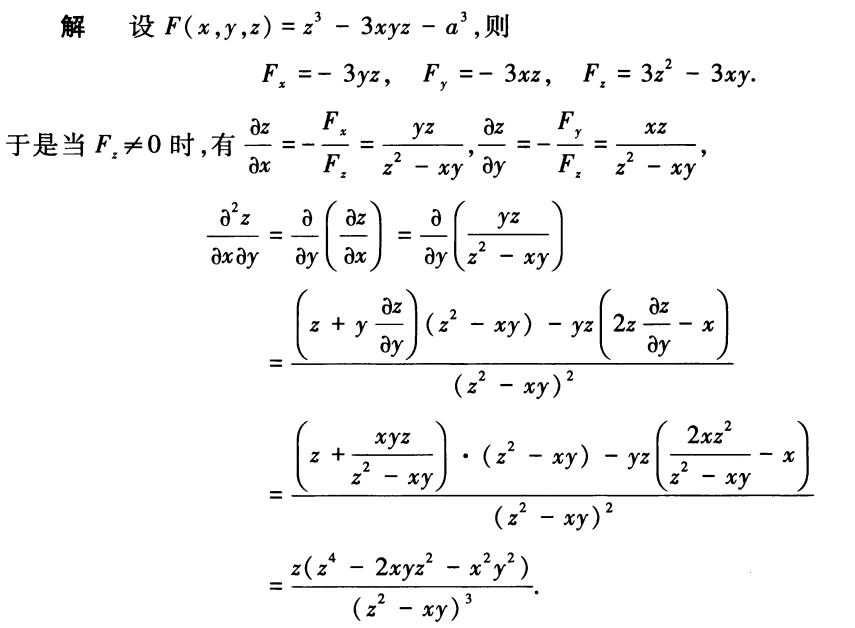 解 设 F(x,y,z) = z³ - 3xyz - a³,则
F_x = - 3yz, F_y = - 3xz, F_z = 3z² - 3xy.
于是当 F_z ≠ 0 时,有 ∂z/∂x = - F_x/F_z = yz/(z² - xy), ∂z/∂y = - F_y/F_z = xz/(z² - xy),
∂²z/∂x∂y = ∂/∂y (∂z/∂x) = ∂/∂y (yz/(z² - xy))
= [(z + y ∂z/∂y)(z² - xy) - yz(2z ∂z/∂y - x)]/(z² - xy)²
= [(z + xyz/(z² - xy)) · (z² - xy) - yz(2xz²/(z² - xy) - x)]/(z² - xy)²
= z(z⁴ - 2xyz² - x²y²)/(z² - xy)³.